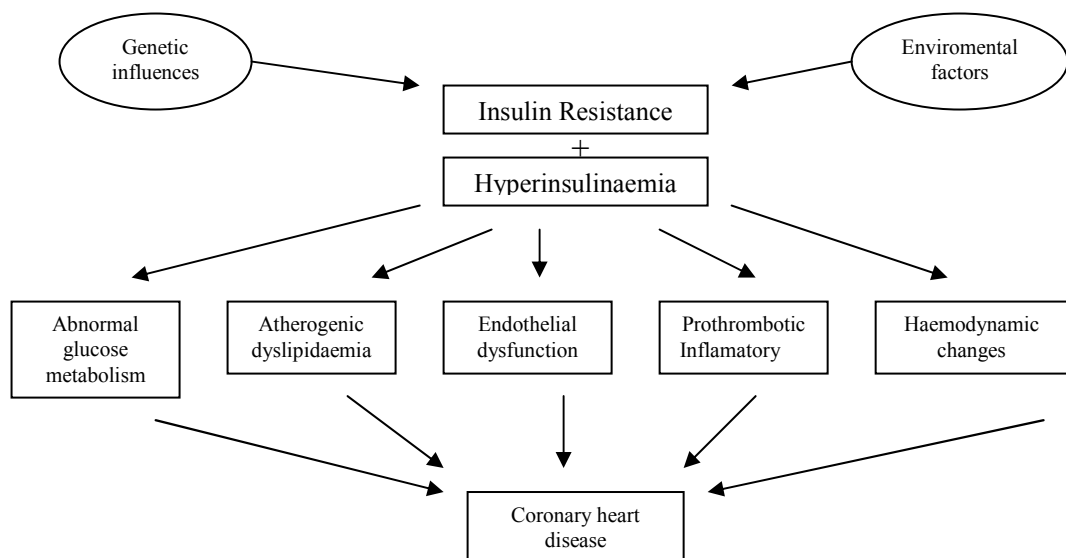 Genetic
influences
Enviromental
factors
Insulin Resistance
+
Hyperinsulinaemia
Abnormal
glucose
metabolism
Atherogenic
dyslipidaemia
Endothelial
dysfunction
Prothrombotic
Inflamatory
Haemodynamic
changes
Coronary heart
disease